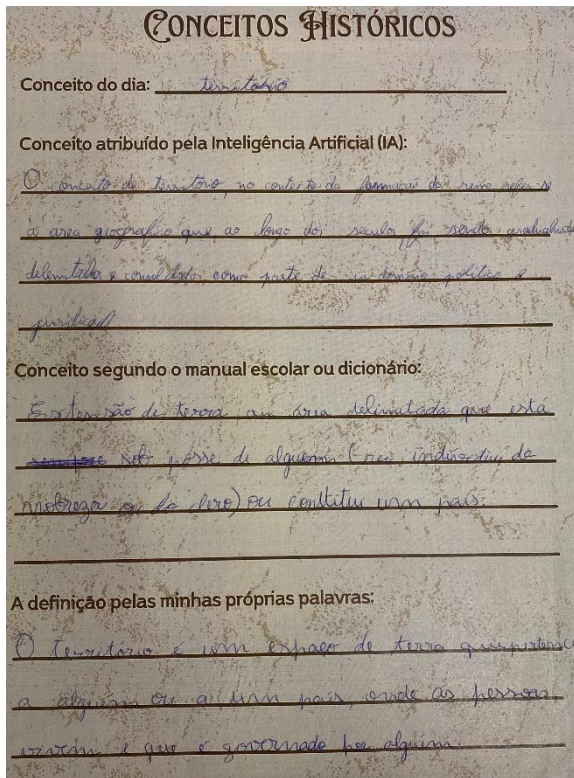 CONCEITOS HISTÓRICOS
Conceito do dia: território
Conceito atribuído pela Inteligência Artificial (IA):
O conceito de território, no contexto da formação do reino refere-se
à área geográfica que, ao longo dos séculos, foi sendo gradualmente
delimitada e consolidada como parte de um domínio político e
jurídico
Conceito segundo o manual escolar ou dicionário:
Extensão de terra ou área delimitada que está
sob posse de alguém (rei, indivíduo da
nobreza ou do clero) ou constitui um país.
A definição pelas minhas próprias palavras:
O território é um espaço de terra que pertence
a alguém ou a um país, onde as pessoas
vivem e que é governado por alguém.